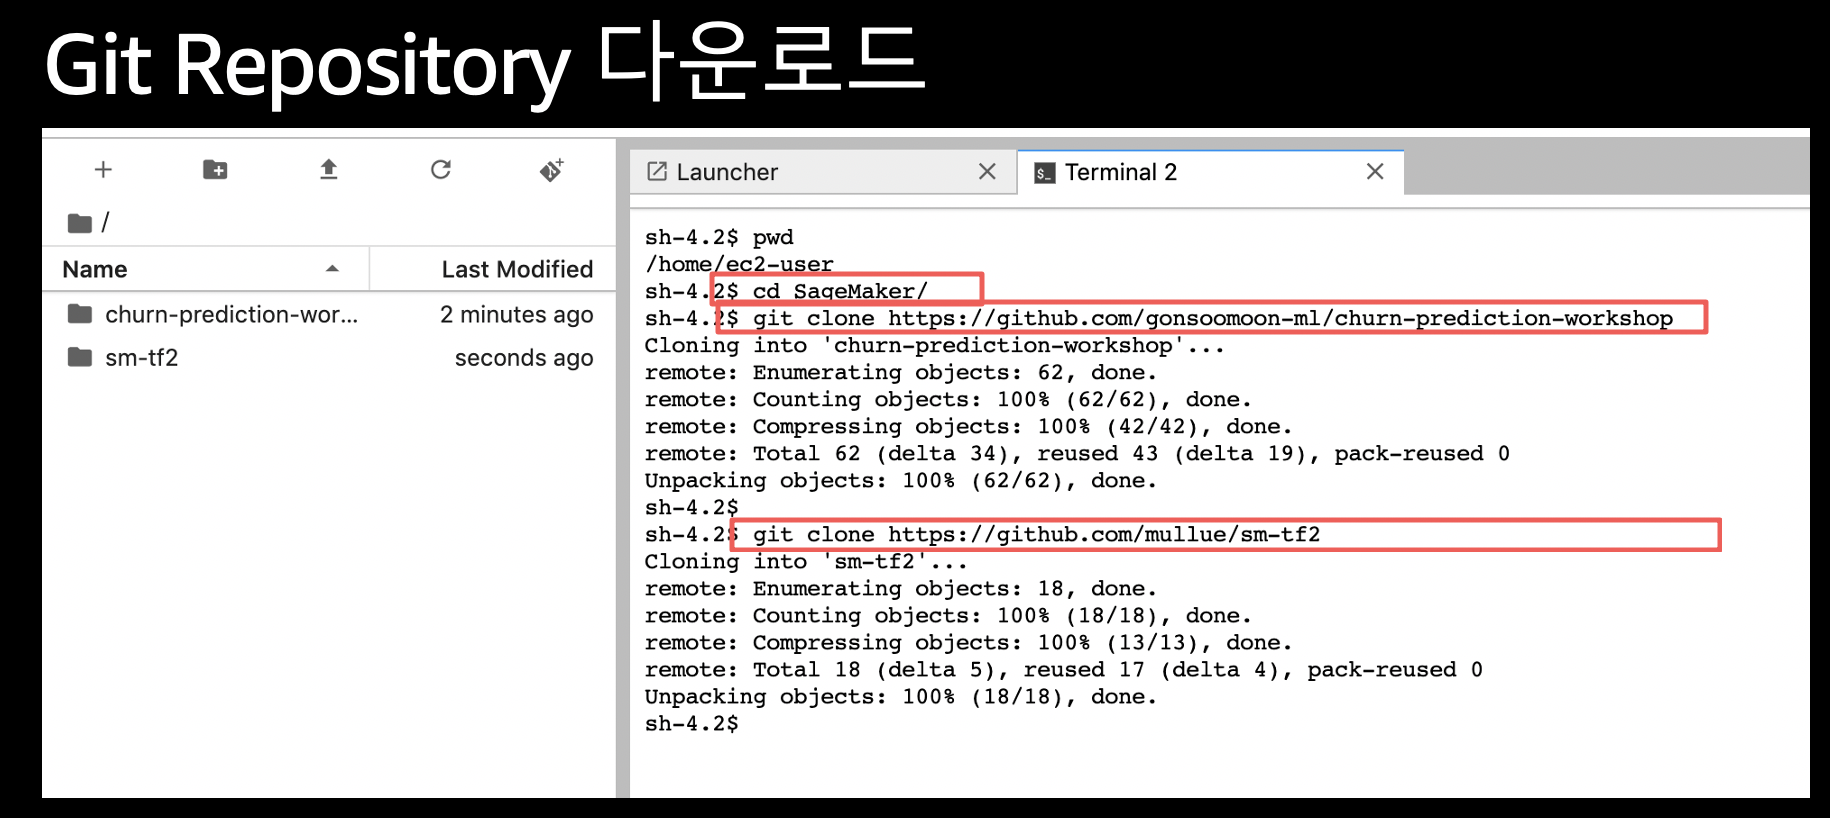 Git Repository 다운로드
Launcher
Terminal 2
/
Name
Last Modified
churn-prediction-wor...
2 minutes ago
sm-tf2
seconds ago
sh-4.2$ pwd
/home/ec2-user
sh-4.2$ cd SageMaker/
sh-4.2$ git clone https://github.com/gonsoomoon-ml/churn-prediction-workshop
Cloning into 'churn-prediction-workshop'...
remote: Enumerating objects: 62, done.
remote: Counting objects: 100% (62/62), done.
remote: Compressing objects: 100% (42/42), done.
remote: Total 62 (delta 34), reused 43 (delta 19), pack-reused 0
Unpacking objects: 100% (62/62), done.
sh-4.2$
sh-4.2$ git clone https://github.com/mullue/sm-tf2
Cloning into 'sm-tf2'...
remote: Enumerating objects: 18, done.
remote: Counting objects: 100% (18/18), done.
remote: Compressing objects: 100% (13/13), done.
remote: Total 18 (delta 5), reused 17 (delta 4), pack-reused 0
Unpacking objects: 100% (18/18), done.
sh-4.2$